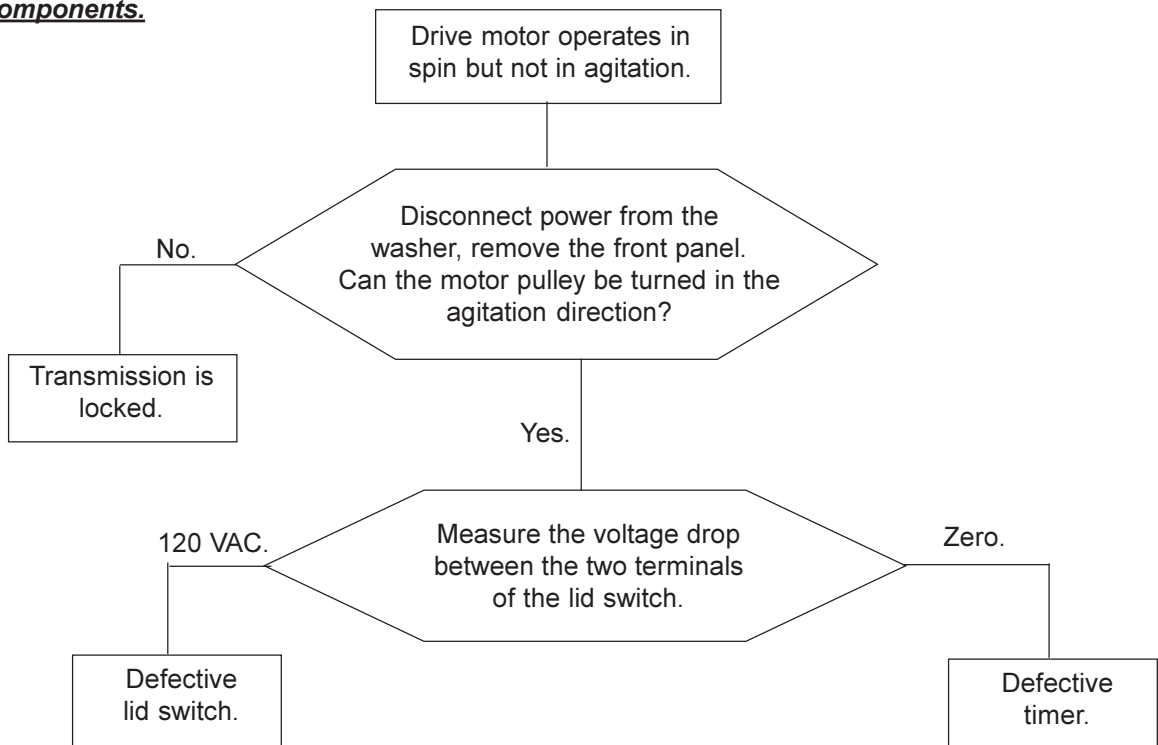 omponents.
Drive motor operates in
spin but not in agitation.
Disconnect power from the
washer, remove the front panel.
Can the motor pulley be turned in the
agitation direction?
No.
Transmission is
locked.
Yes.
Measure the voltage drop
between the two terminals
of the lid switch.
120 VAC.
Zero.
Defective
lid switch.
Defective
timer.